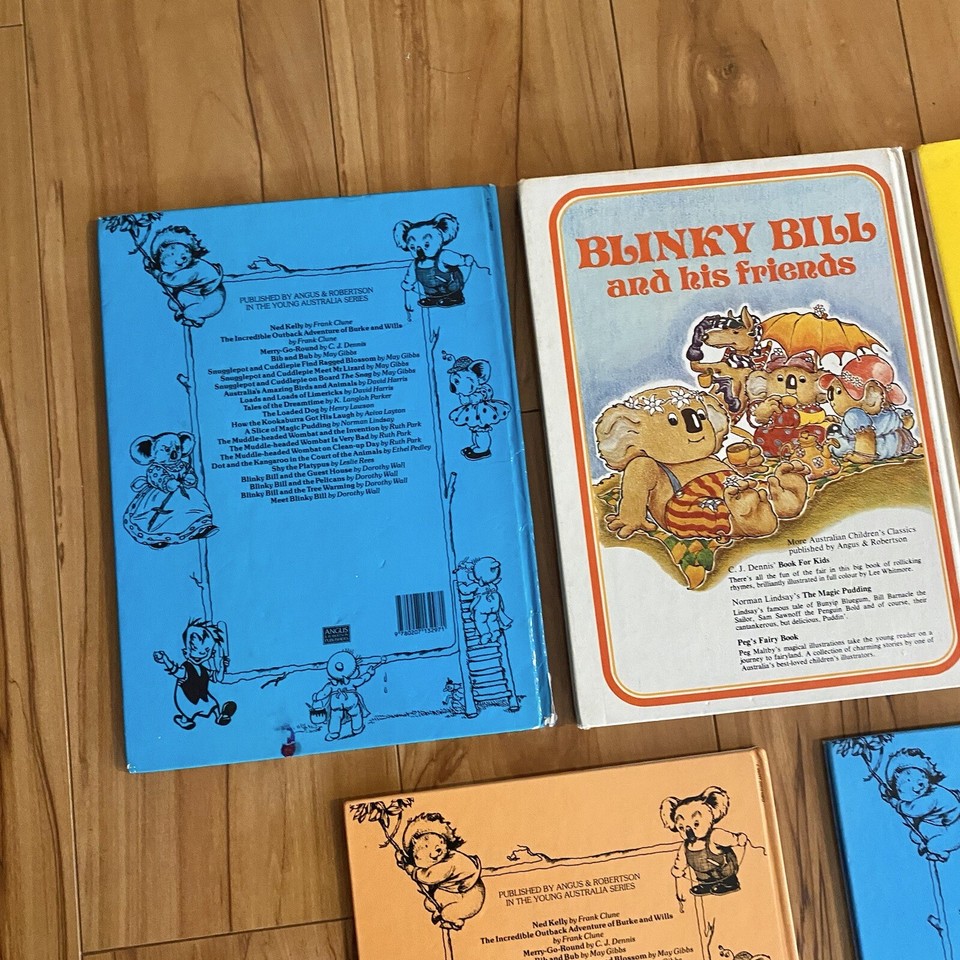 PUBLISHED BY ANGUS & ROBERTSON
IN THE YOUNG AUSTRALIA SERIES
Ned Kelly by Frank Clune
The Incredible Outback Adventure of Burke and Wills
by Frank Clune
Merry-Go-Round by C. J. Dennis
Bib and Bub by May Gibbs
Snugglepot and Cuddlepie Find Ragged Blossom by May Gibbs
Snugglepot and Cuddlepie Meet Mr Lizard by May Gibbs
Snugglepot and Cuddlepie on Board The Snag by May Gibbs
Australia's Amazing Birds and Animals by David Harris
Loads and Loads of Limericks by David Harris
Tales of the Dreamtime by K. Langloh Parker
The Loaded Dog by Henry Lawson
How the Kookaburra Got His Laugh by Aviva Layton
A Slice of Magic Pudding by Norman Lindsay
The Muddle-headed Wombat and the Invention by Ruth Park
The Muddle-headed Wombat Is Very Bad by Ruth Park
The Muddle-headed Wombat on Clean-up Day by Ruth Park
Dot and the Kangaroo in the Court of the Animals by Ethel Pedley
Shy the Platypus by Leslie Rees
Blinky Bill and the Guest House by Dorothy Wall
Blinky Bill and the Pelicans by Dorothy Wall
Blinky Bill and the Tree Warming by Dorothy Wall
Meet Blinky Bill by Dorothy Wall
ANGUS
& ROBERTSON
PUBLISHERS
9 780207 132971
BLINKY BILL
and his friends
More Australian Children's Classics
published by Angus & Robertson
C. J. Dennis' Book For Kids
There's all the fun of the fair in this big book of rollicking
rhymes, brilliantly illustrated in full colour by Lee Whitmore.
Norman Lindsay's The Magic Pudding
Lindsay's famous tale of Bunyip Bluegum, Bill Barnacle the
Sailor, Sam Sawnoff the Penguin Bold and of course, their
cantankerous, but delicious, Puddin'.
Peg's Fairy Book
Peg Maltby's magical illustrations take the young reader on a
journey to fairyland. A collection of charming stories by one of
Australia's best-loved children's illustrators.
PUBLISHED BY ANGUS & ROBERTSON
IN THE YOUNG AUSTRALIA SERIES
Ned Kelly by Frank Clune
The Incredible Outback Adventure of Burke and Wills
by Frank Clune
Merry-Go-Round by C. J. Dennis
Bib and Bub by May Gibbs
Blossom by May Gibbs